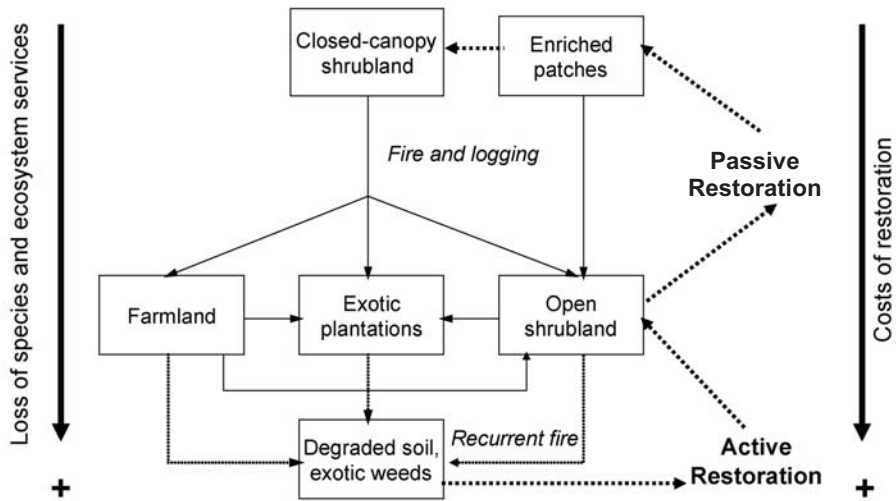 Loss of species and ecosystem services
+
Closed-canopy
shrubland
Enriched
patches
Fire and logging
Passive
Restoration
Farmland
Exotic
plantations
Open
shrubland
Degraded soil,
exotic weeds
Recurrent fire
Active
Restoration
Costs of restoration
+